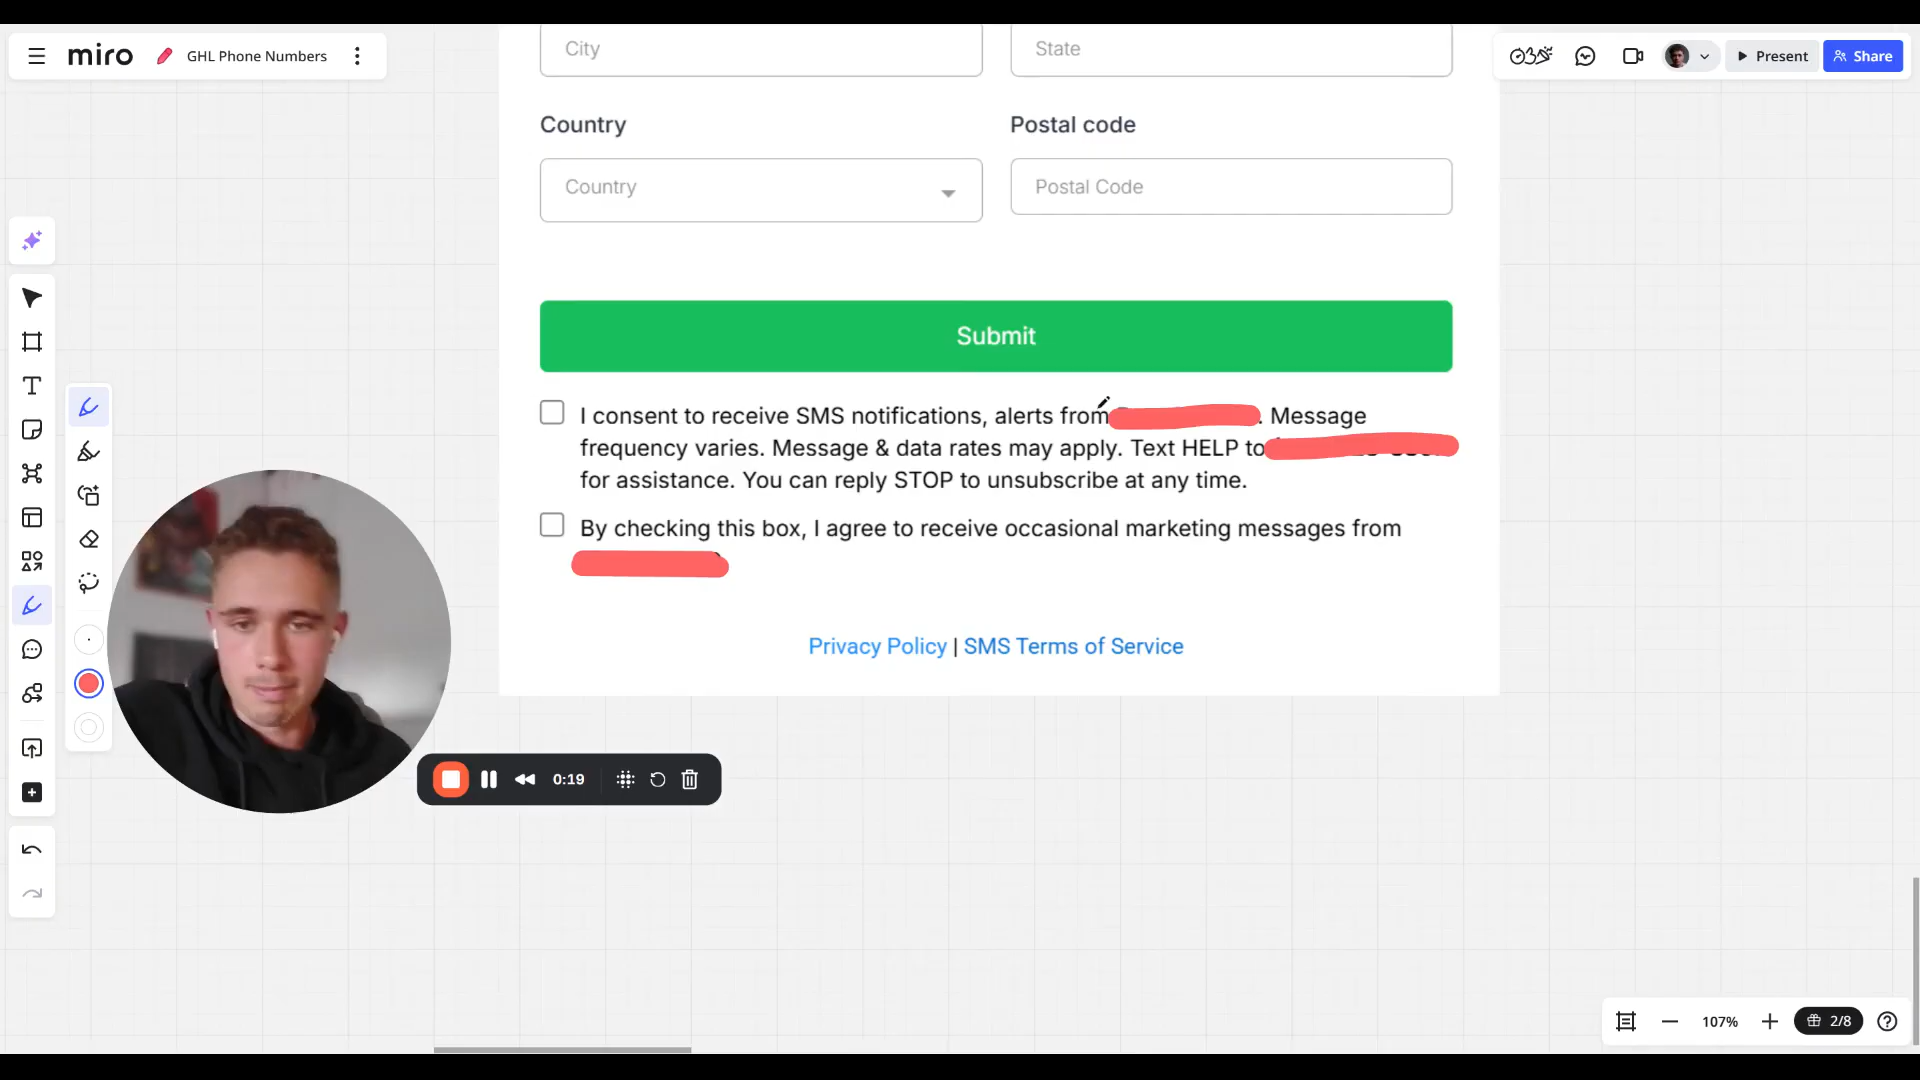 miro
GHL Phone Numbers
Present
Share
City
State
Country
Postal code
Country
Postal Code
Submit
I consent to receive SMS notifications, alerts from . Message
frequency varies. Message & data rates may apply. Text HELP to
for assistance. You can reply STOP to unsubscribe at any time.
By checking this box, I agree to receive occasional marketing messages from
Privacy Policy | SMS Terms of Service
0:19
107%
2/8